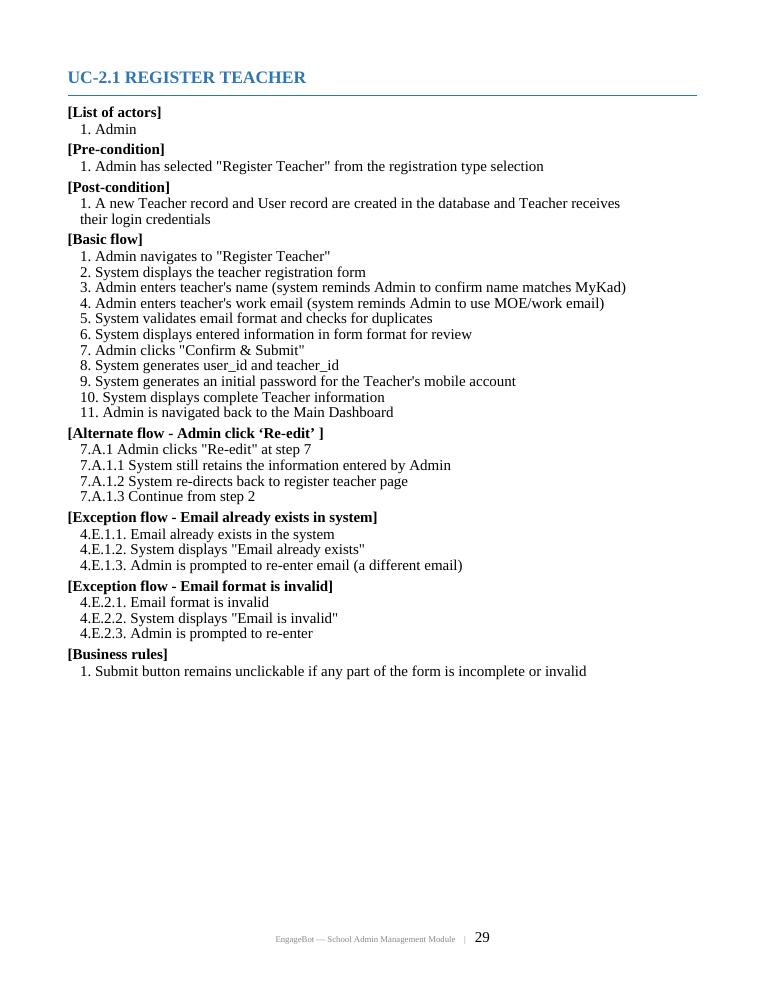 UC-2.1 REGISTER TEACHER
[List of actors]
1. Admin
[Pre-condition]
1. Admin has selected "Register Teacher" from the registration type selection
[Post-condition]
1. A new Teacher record and User record are created in the database and Teacher receives
their login credentials
[Basic flow]
1. Admin navigates to "Register Teacher"
2. System displays the teacher registration form
3. Admin enters teacher's name (system reminds Admin to confirm name matches MyKad)
4. Admin enters teacher's work email (system reminds Admin to use MOE/work email)
5. System validates email format and checks for duplicates
6. System displays entered information in form format for review
7. Admin clicks "Confirm & Submit"
8. System generates user_id and teacher_id
9. System generates an initial password for the Teacher's mobile account
10. System displays complete Teacher information
11. Admin is navigated back to the Main Dashboard
[Alternate flow - Admin click ‘Re-edit’ ]
7.A.1 Admin clicks "Re-edit" at step 7
7.A.1.1 System still retains the information entered by Admin
7.A.1.2 System re-directs back to register teacher page
7.A.1.3 Continue from step 2
[Exception flow - Email already exists in system]
4.E.1.1. Email already exists in the system
4.E.1.2. System displays "Email already exists"
4.E.1.3. Admin is prompted to re-enter email (a different email)
[Exception flow - Email format is invalid]
4.E.2.1. Email format is invalid
4.E.2.2. System displays "Email is invalid"
4.E.2.3. Admin is prompted to re-enter
[Business rules]
1. Submit button remains unclickable if any part of the form is incomplete or invalid
EngageBot — School Admin Management Module | 29